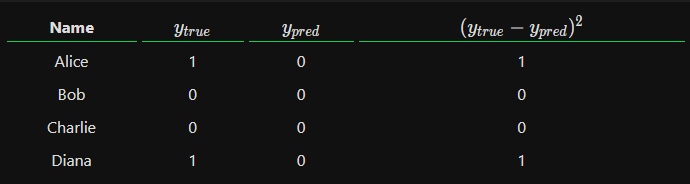 Name y_true y_pred (y_true − y_pred)²
Alice 1 0 1
Bob 0 0 0
Charlie 0 0 0
Diana 1 0 1